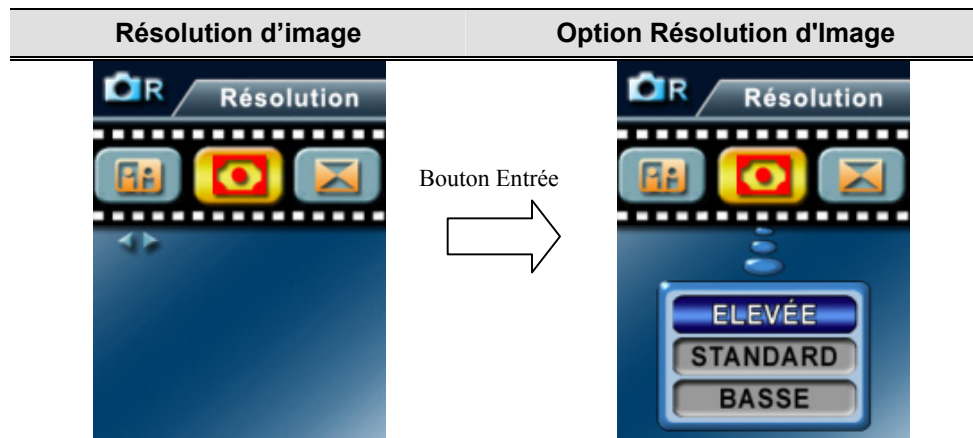 Résolution d’image
Option Résolution d'Image
R
Résolution
Bouton Entrée
R
Résolution
ELEVÉE
STANDARD
BASSE